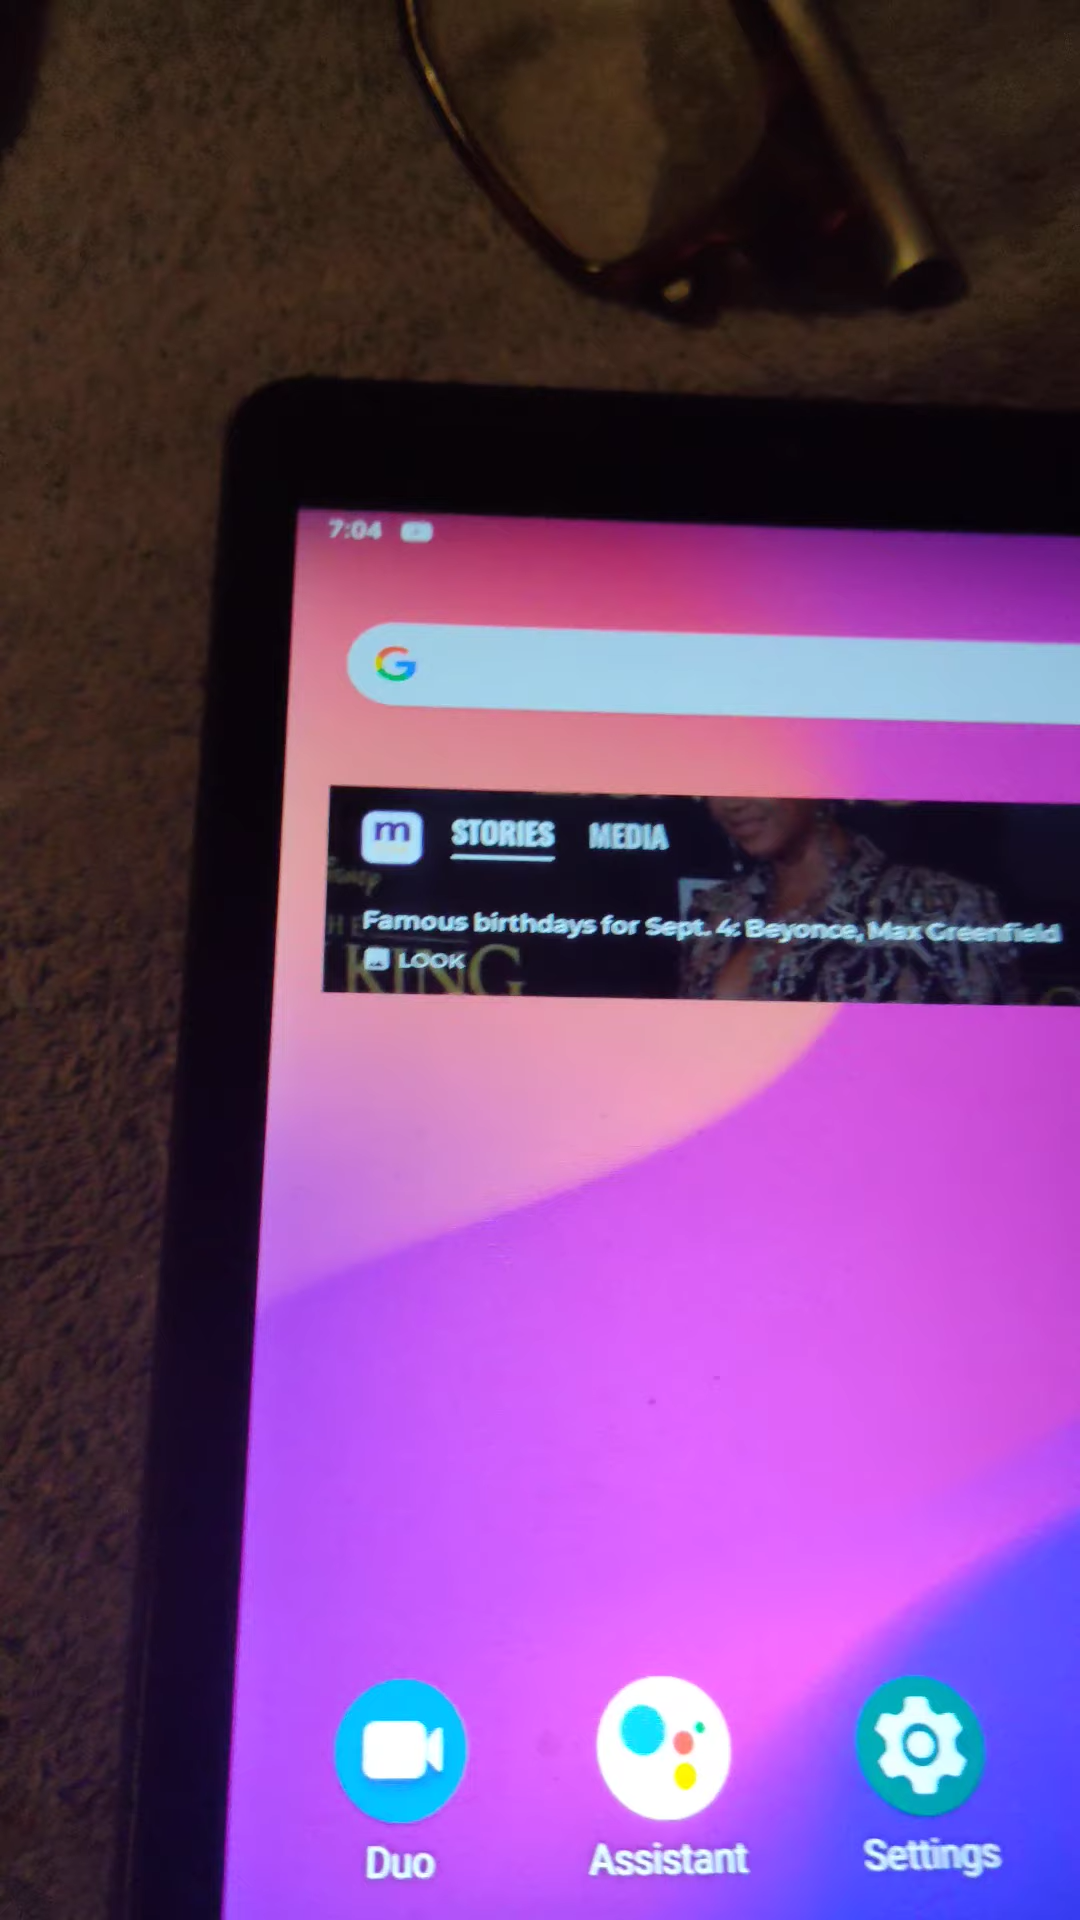 7:04
G
m STORIES MEDIA
Famous birthdays for Sept. 4: Beyonce, Max Greenfield
LOOK
KING
Duo Assistant Settings